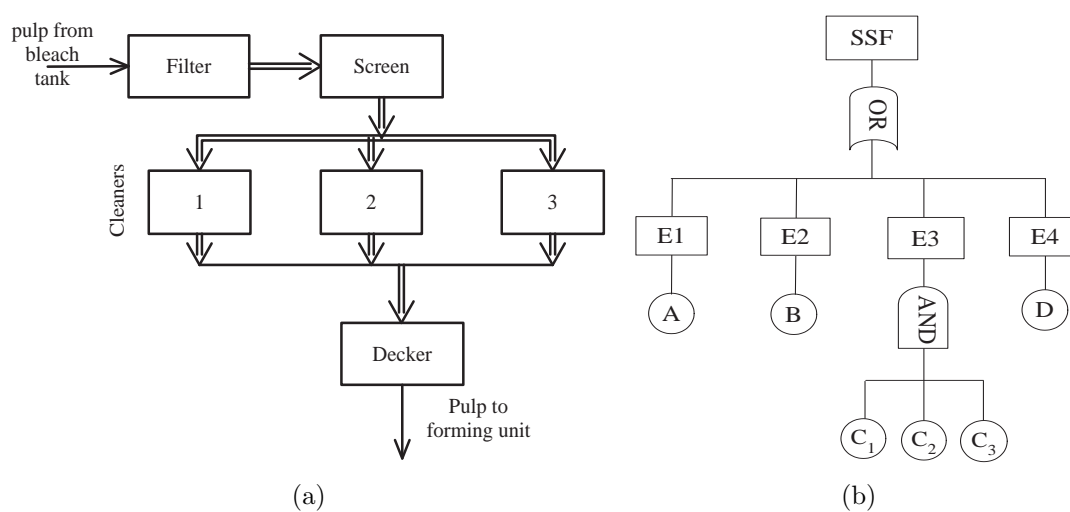 pulp from
bleach
tank
Filter
Screen
Cleaners
1
2
3
Decker
Pulp to
forming unit
(a)
SSF
OR
E1
E2
E3
E4
A
B
AND
D
C1
C2
C3
(b)